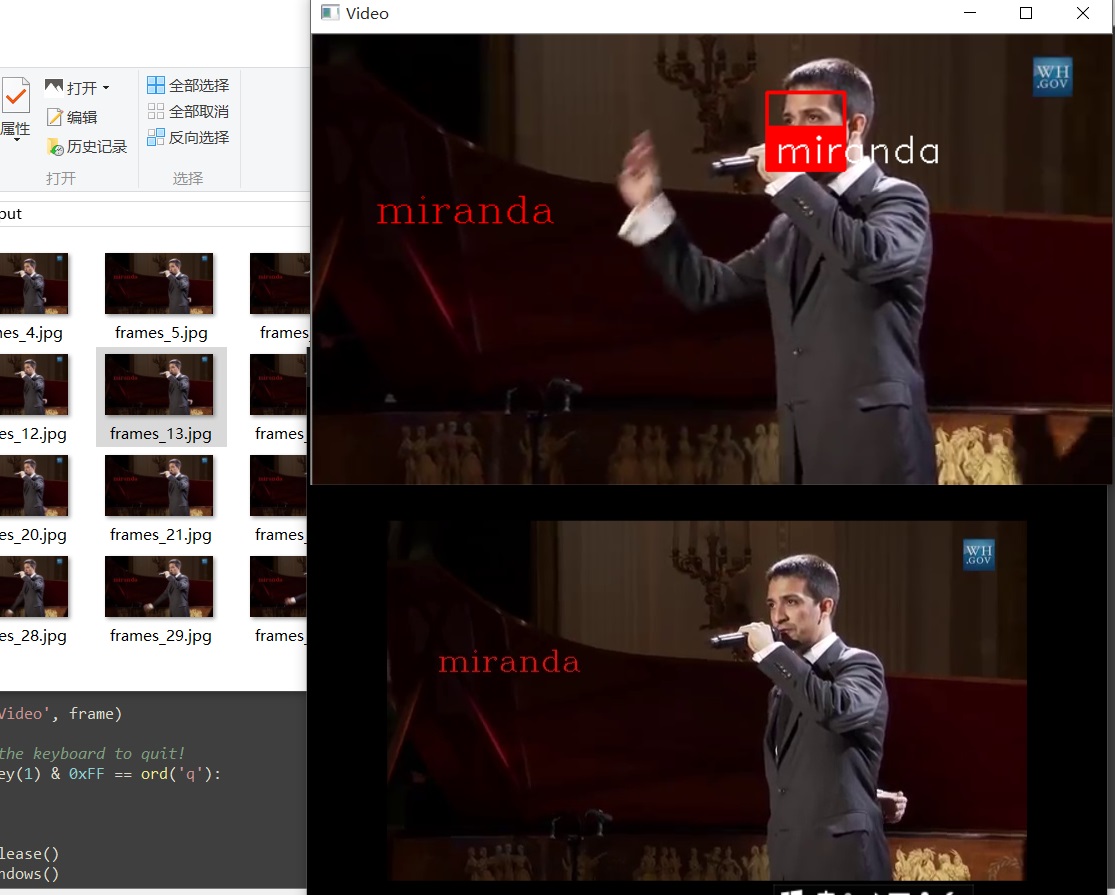 Video
打开
属性
编辑
历史记录
打开
全部选择
全部取消
反向选择
选择
put
WH
.GOV
miranda
miranda
es_4.jpg
frames_5.jpg
frames
es_12.jpg
frames_13.jpg
frames_
es_20.jpg
frames_21.jpg
frames_
es_28.jpg
frames_29.jpg
frames_
WH
.GOV
miranda
Video', frame)
the keyboard to quit!
ey(1) & 0xFF == ord('q'):
lease()
ndows()